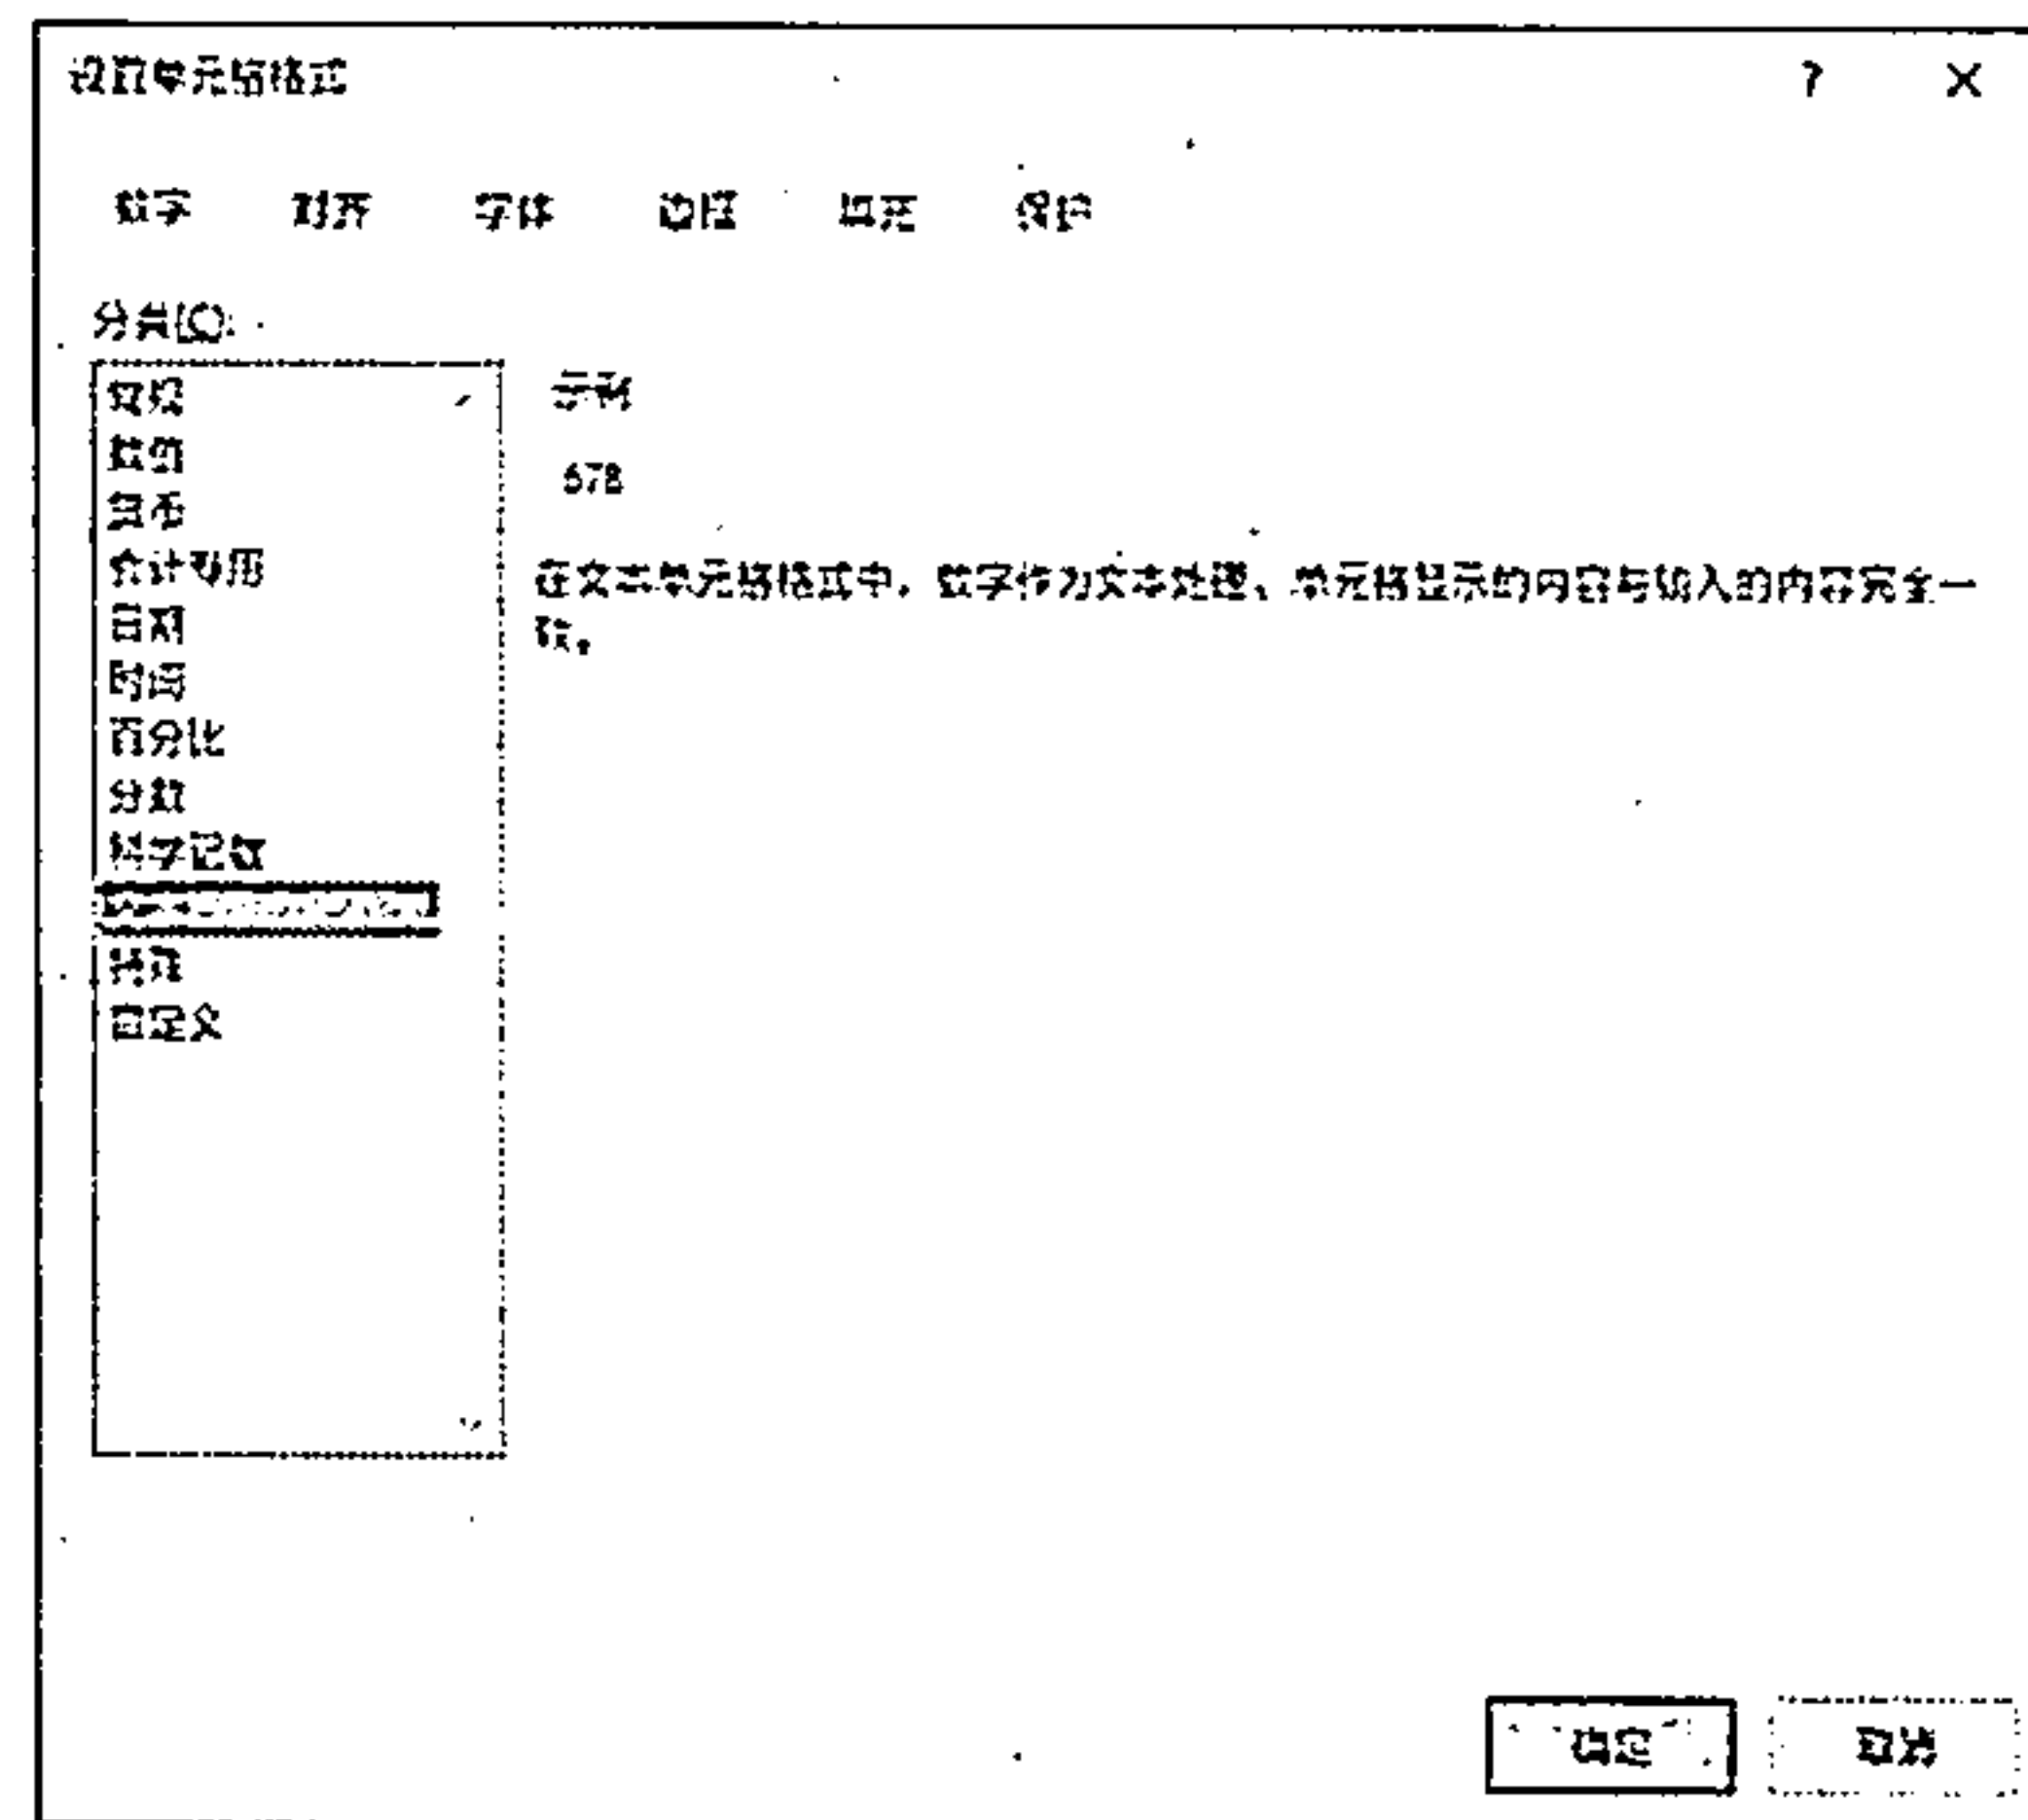 设置单元格格式
数字 对齐 字体 边框 填充 保护
分类(C):
常规
数值
货币
会计专用
日期
时间
百分比
分数
科学记数
特殊
自定义
示例
678
在文本单元格格式中，数字作为文本处理，单元格显示的内容与输入的内容完全一
致。
确定 取消